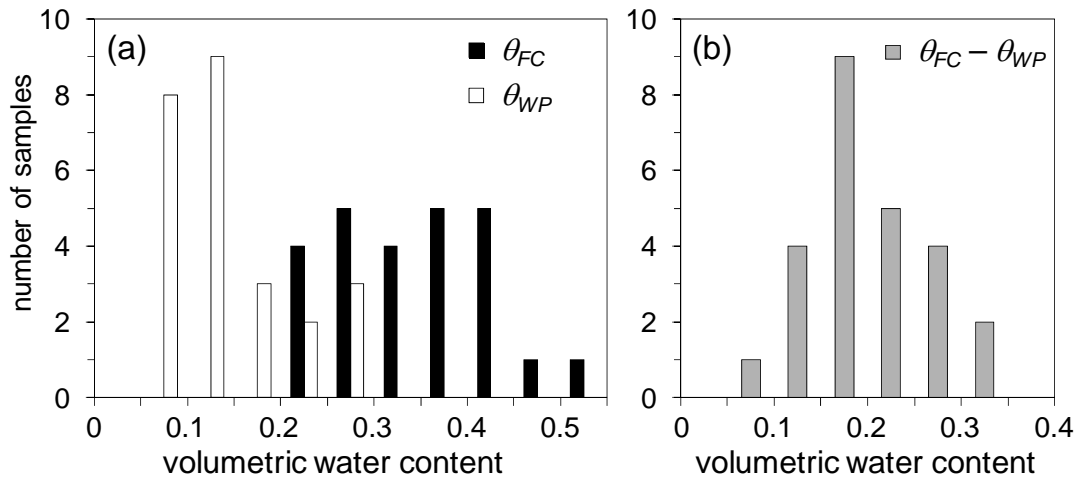 (a)
θFC
θWP
number of samples
10
8
6
4
2
0
0
0.1
0.2
0.3
0.4
0.5
volumetric water content
(b)
θFC – θWP
10
8
6
4
2
0
0
0.1
0.2
0.3
0.4
volumetric water content